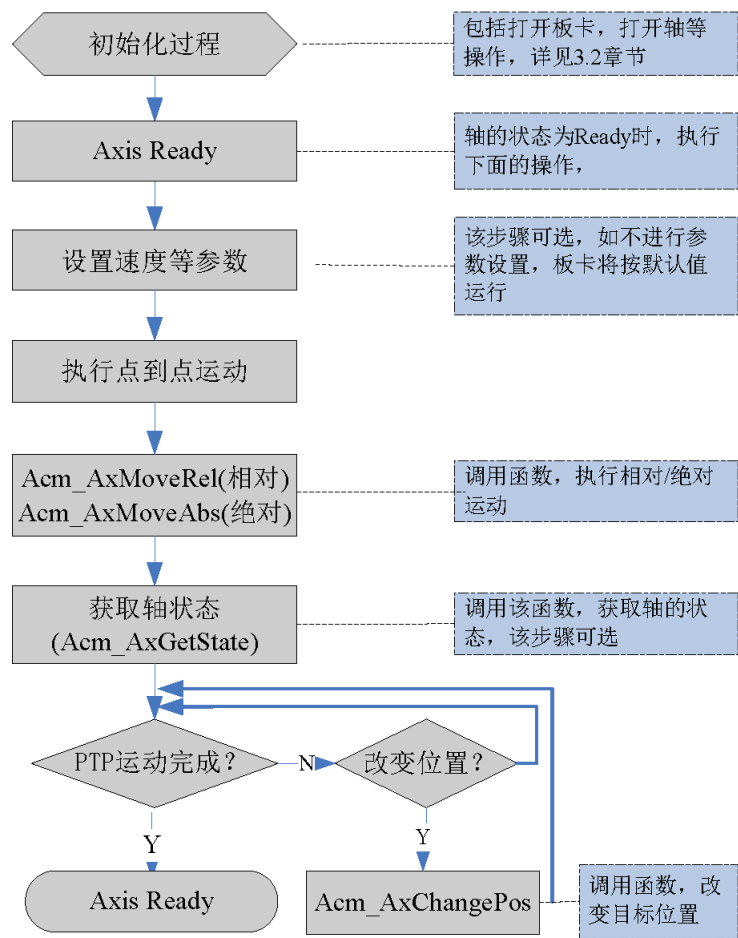 初始化过程
包括打开板卡，打开轴等
操作，详见3.2章节
Axis Ready
轴的状态为Ready时，执行
下面的操作，
设置速度等参数
该步骤可选，如不进行参
数设置，板卡将按默认值
运行
执行点到点运动
Acm_AxMoveRel(相对)
Acm_AxMoveAbs(绝对)
调用函数，执行相对/绝对
运动
获取轴状态
(Acm_AxGetState)
调用该函数，获取轴的状
态，该步骤可选
PTP运动完成？
N
改变位置？
Y
Y
Axis Ready
Acm_AxChangePos
调用函数，改
变目标位置